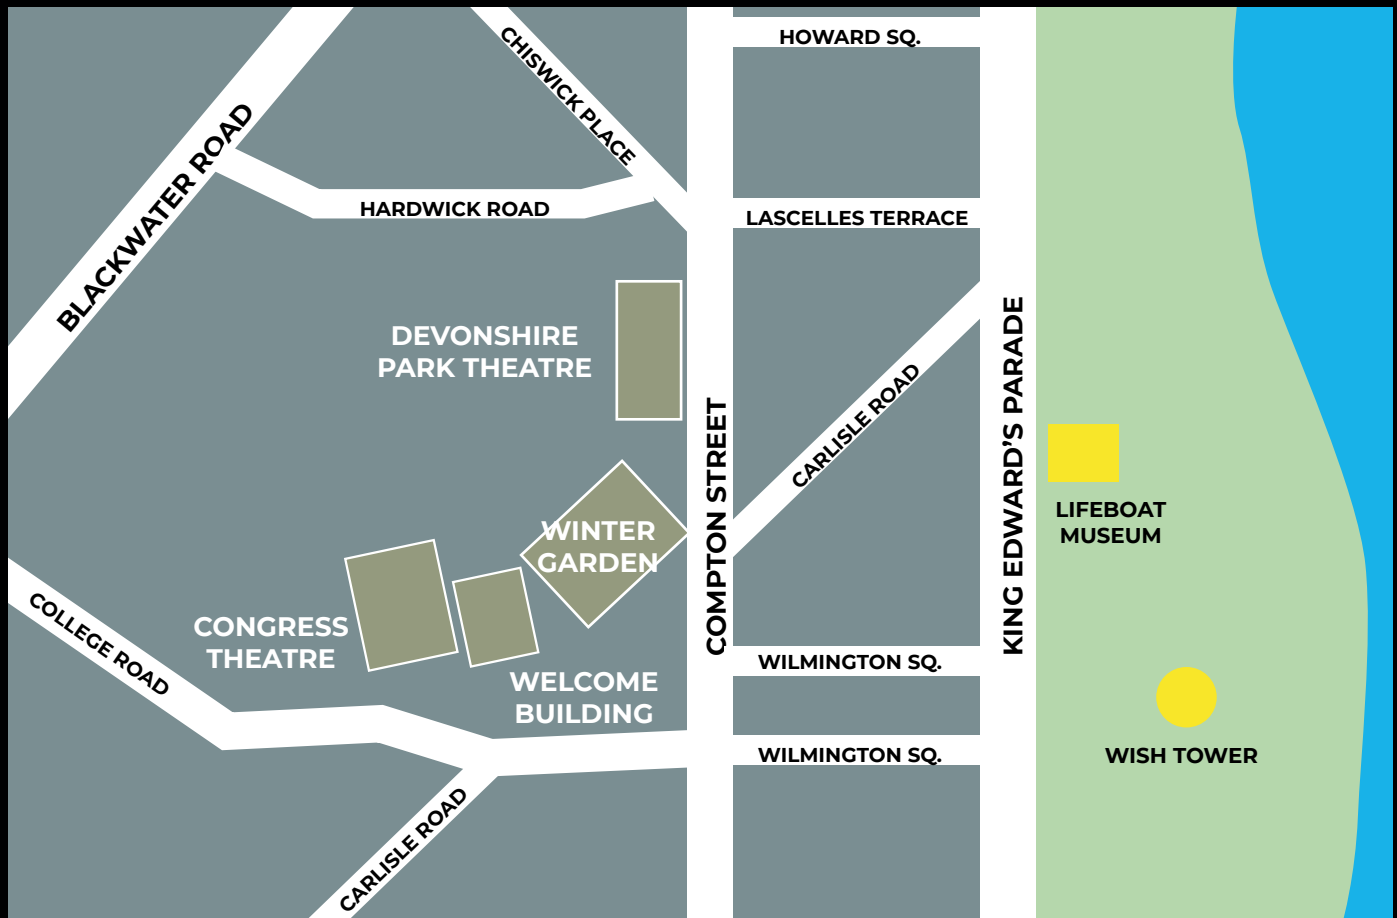 HOWARD SQ.
CHISWICK PLACE
BLACKWATER ROAD
HARDWICK ROAD
LASCELLES TERRACE
DEVONSHIRE
PARK THEATRE
COMPTON STREET
CARLISLE ROAD
KING EDWARD’S PARADE
LIFEBOAT
MUSEUM
WINTER
GARDEN
COLLEGE ROAD
CONGRESS
THEATRE
WELCOME
BUILDING
WILMINGTON SQ.
WILMINGTON SQ.
WISH TOWER
CARLISLE ROAD